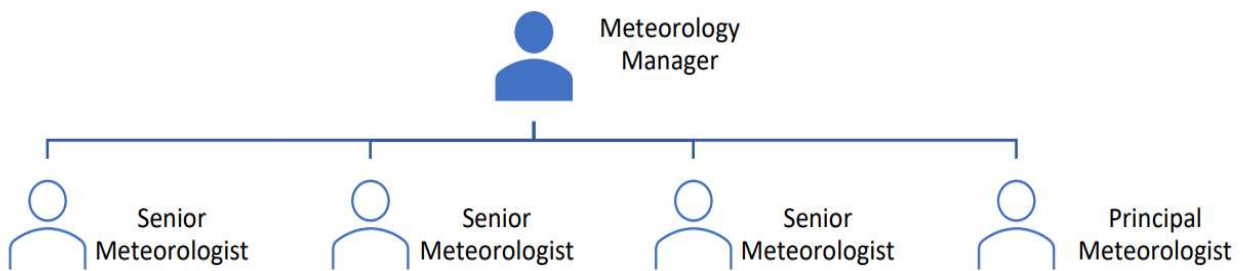 Meteorology
Manager
Senior
Meteorologist
Senior
Meteorologist
Senior
Meteorologist
Principal
Meteorologist